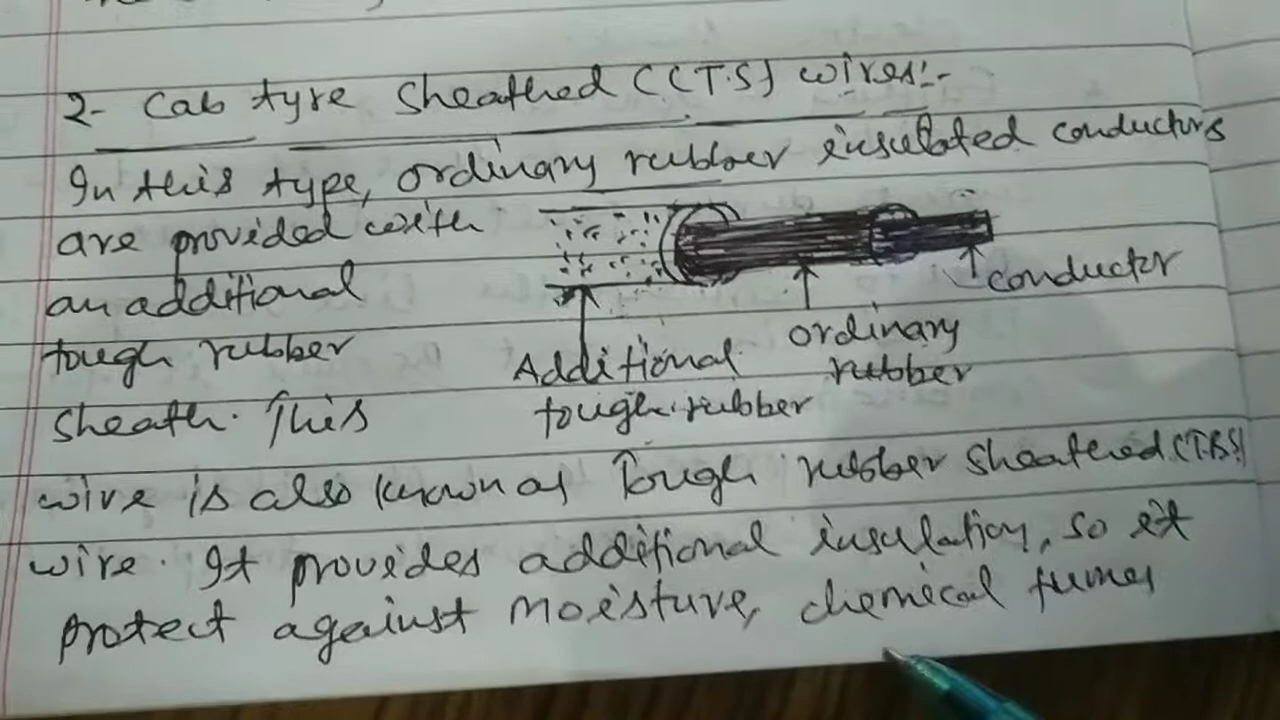 2- Cab tyre Sheathed (CTS) wires:-
In this type, ordinary rubber insulated conductors
are provided with
an additional
tough rubber
sheath. This
conductor
ordinary
rubber
Additional
tough rubber
wire is also known as Tough rubber sheathed (TRS)
wire. It provides additional insulation, so it
protect against moisture, chemical fumes